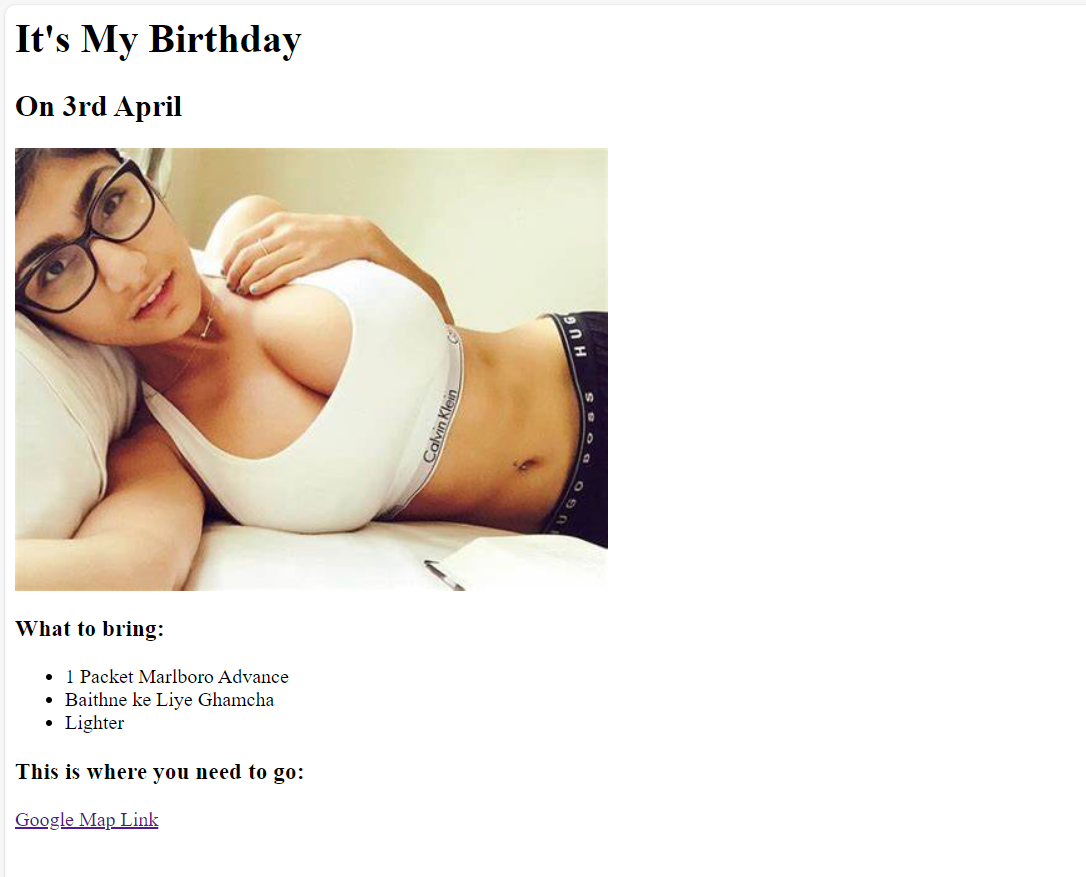 It's My Birthday
On 3rd April
Calvin Klein
HUGO BOSS HUGO
What to bring:
1 Packet Marlboro Advance
Baithne ke Liye Ghamcha
Lighter
This is where you need to go:
Google Map Link